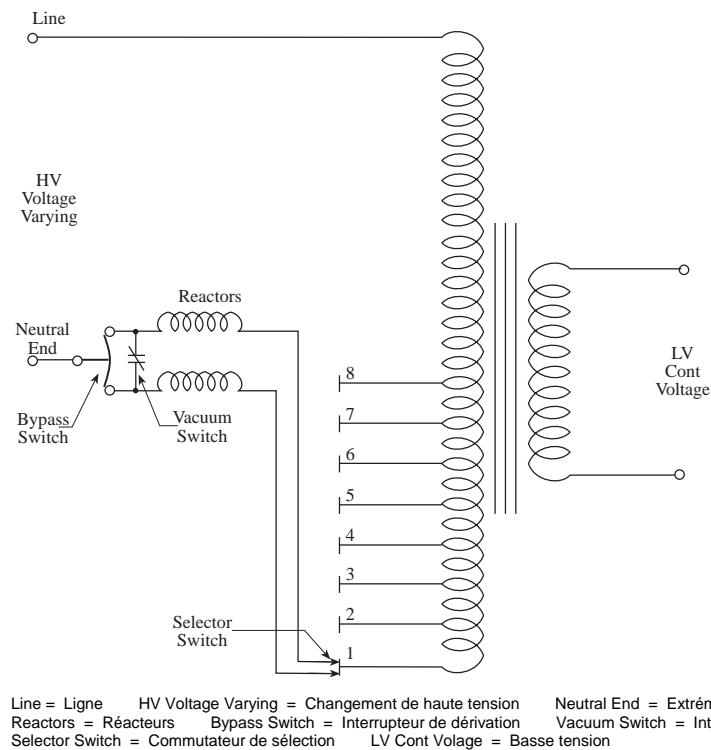 Line
HV
Voltage
Varying
Reactors
Neutral
End
Bypass
Switch
Vacuum
Switch
LV
Cont
Voltage
8
7
6
5
4
3
2
1
Selector
Switch
Line = Ligne HV Voltage Varying = Changement de haute tension Neutral End = Extrém
Reactors = Réacteurs Bypass Switch = Interrupteur de dérivation Vacuum Switch = Int
Selector Switch = Commutateur de sélection LV Cont Volage = Basse tension